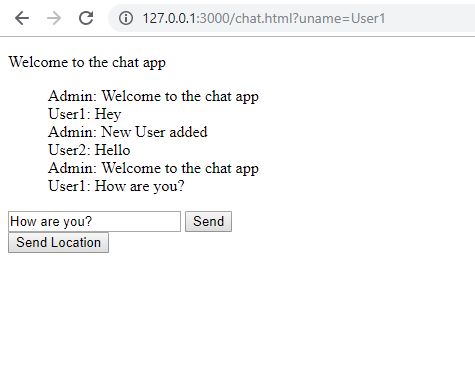 127.0.0.1:3000/chat.html?uname=User1
Welcome to the chat app
Admin: Welcome to the chat app
User1: Hey
Admin: New User added
User2: Hello
Admin: Welcome to the chat app
User1: How are you?
How are you? Send
Send Location